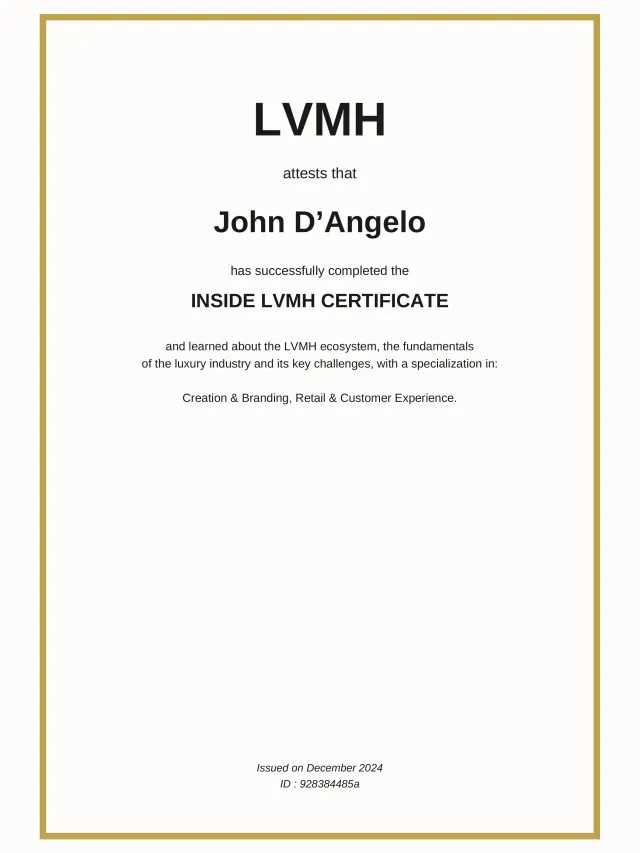 LVMH
attests that
John D’Angelo
has successfully completed the
INSIDE LVMH CERTIFICATE
and learned about the LVMH ecosystem, the fundamentals
of the luxury industry and its key challenges, with a specialization in:
Creation & Branding, Retail & Customer Experience.
Issued on December 2024
ID : 928384485a